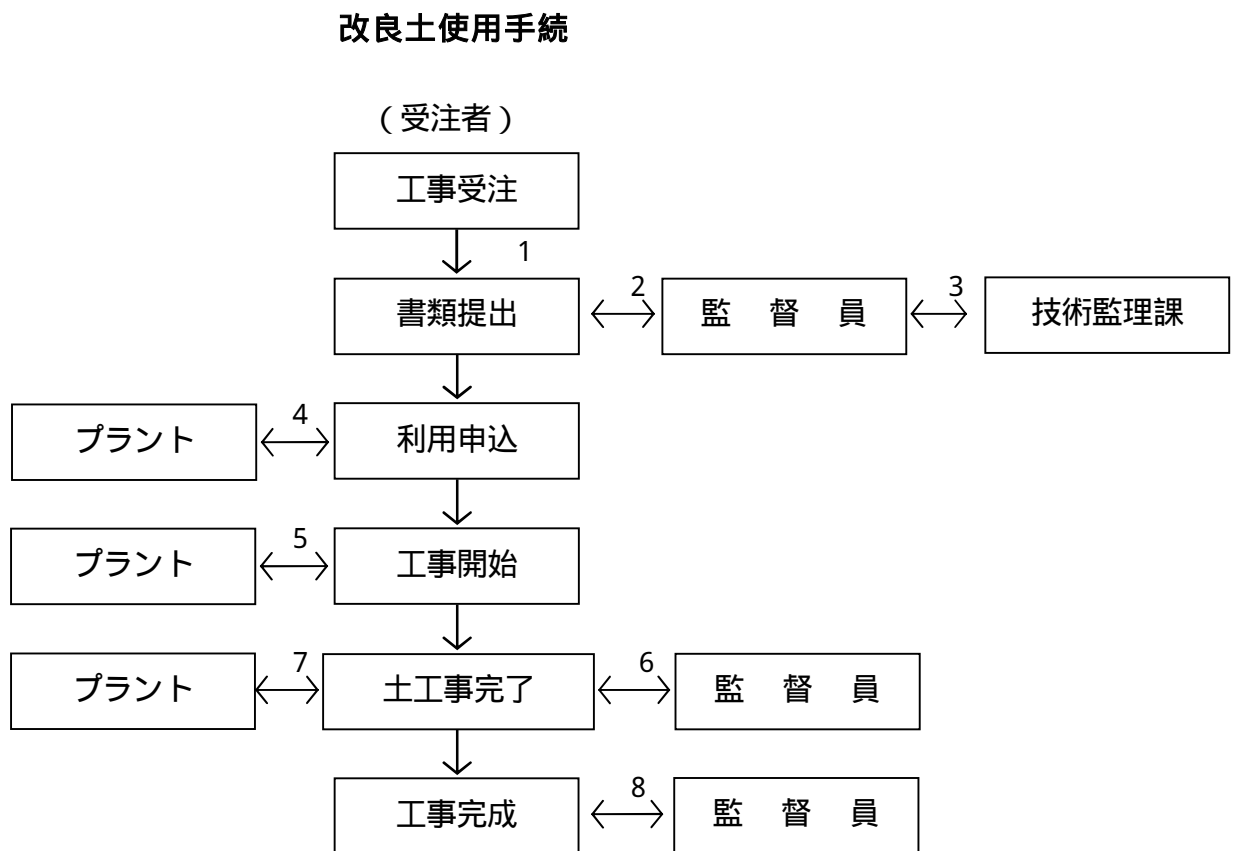 改良土使用手続
（受注者）
工事受注
1
書類提出
2
監　督　員
3
技術監理課
プラント
4
利用申込
プラント
5
工事開始
プラント
7
土工事完了
6
監　督　員
工事完成
8
監　督　員